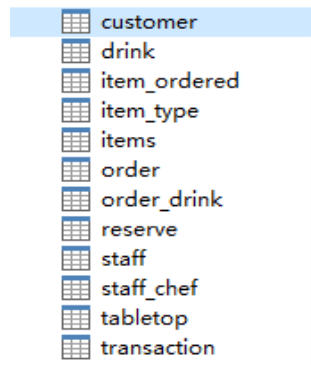 customer
drink
item_ordered
item_type
items
order
order_drink
reserve
staff
staff_chef
tabletop
transaction